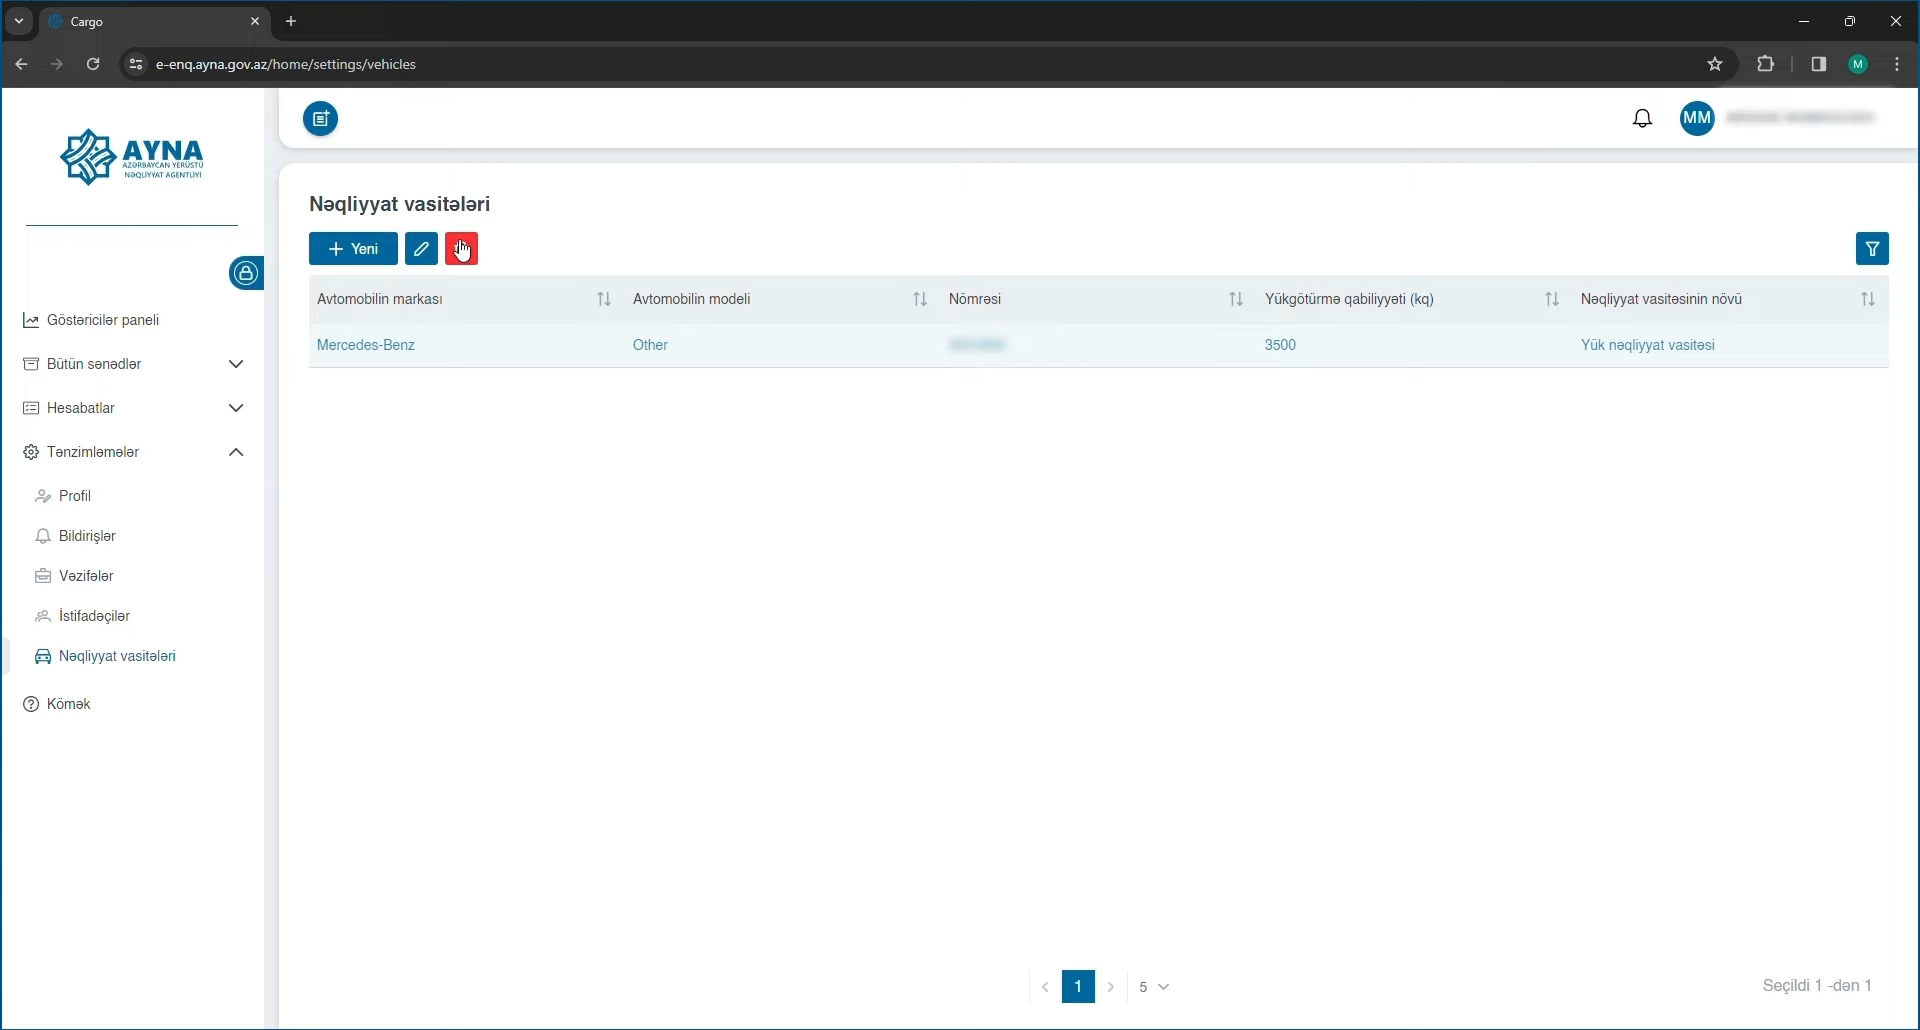 Cargo
e-enq.ayna.gov.az/home/settings/vehicles
M
AYNA
AZƏRBAYCAN YERÜSTÜ
NƏQLİYYAT AGENTLİYİ
MM
Göstəricilər paneli
Bütün sənədlər
Hesabatlar
Tənzimləmələr
Profil
Bildirişlər
Vəzifələr
İstifadəçilər
Nəqliyyat vasitələri
Kömək
Nəqliyyat vasitələri
Yeni
Avtomobilin markası Avtomobilin modeli Nömrəsi Yükgötürmə qabiliyyəti (kq) Nəqliyyat vasitəsinin növü
Mercedes-Benz Other 3500 Yük nəqliyyat vasitəsi
1 5
Seçildi 1 -dən 1